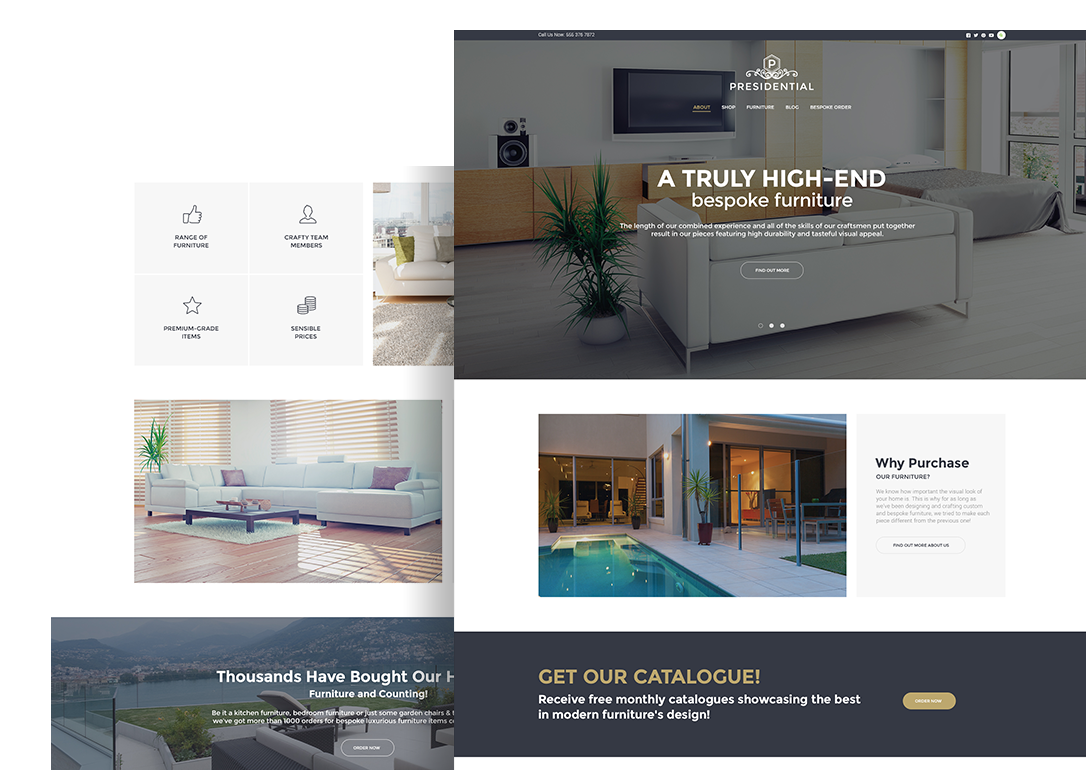 Call Us Now: 566 376 7872
P
PRESIDENTIAL
ABOUT SHOP FURNITURE BLOG BESPOKE ORDER
A TRULY HIGH-END
bespoke furniture
The length of our combined experience and all of the skills of our craftsmen put together
result in our pieces featuring high durability and tasteful visual appeal.
FIND OUT MORE
RANGE OF
FURNITURE
CRAFTY TEAM
MEMBERS
PREMIUM-GRADE
ITEMS
SENSIBLE
PRICES
Why Purchase
OUR FURNITURE?
We know how important the visual look of
your home is. This is why for as long as
we've been designing and crafting custom
and bespoke furniture, we tried to make each
piece different from the previous one!
FIND OUT MORE ABOUT US
Thousands Have Bought Our H
Furniture and Counting!
Be it a kitchen furniture, bedroom furniture or just some garden chairs &
we've got more than 1000 orders for bespoke luxurious furniture items
ORDER NOW
GET OUR CATALOGUE!
Receive free monthly catalogues showcasing the best
in modern furniture's design!
ORDER NOW